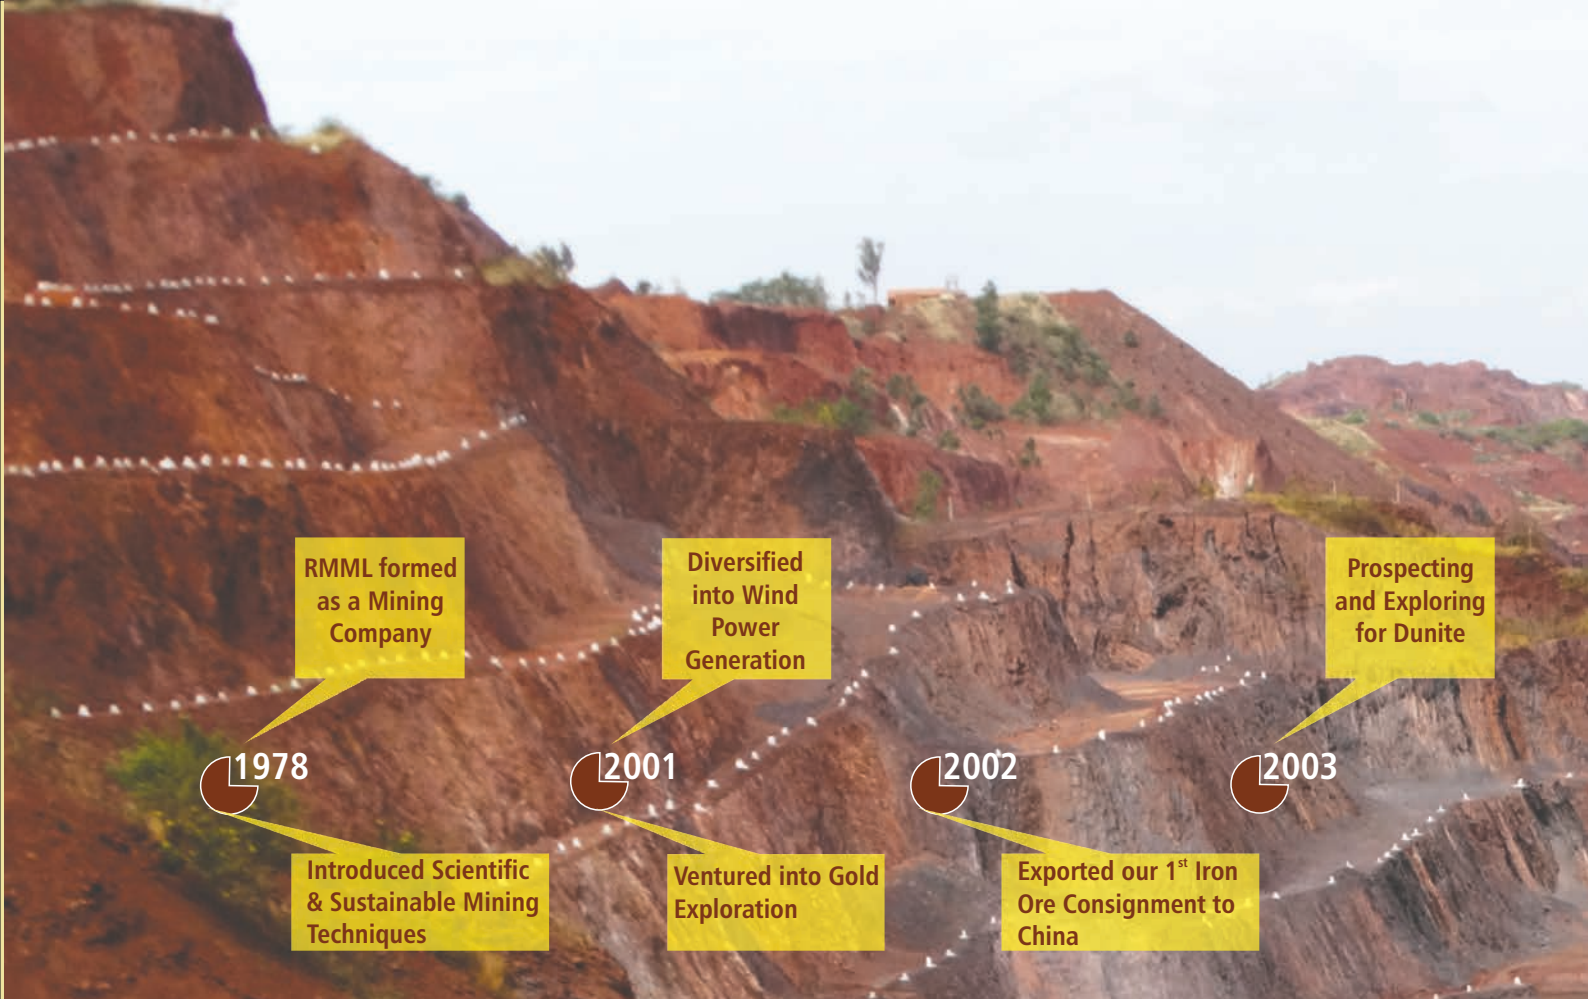 RMML formed
as a Mining
Company
1978
Introduced Scientific
& Sustainable Mining
Techniques
Diversified
into Wind
Power
Generation
2001
Ventured into Gold
Exploration
2002
Exported our 1st Iron
Ore Consignment to
China
Prospecting
and Exploring
for Dunite
2003